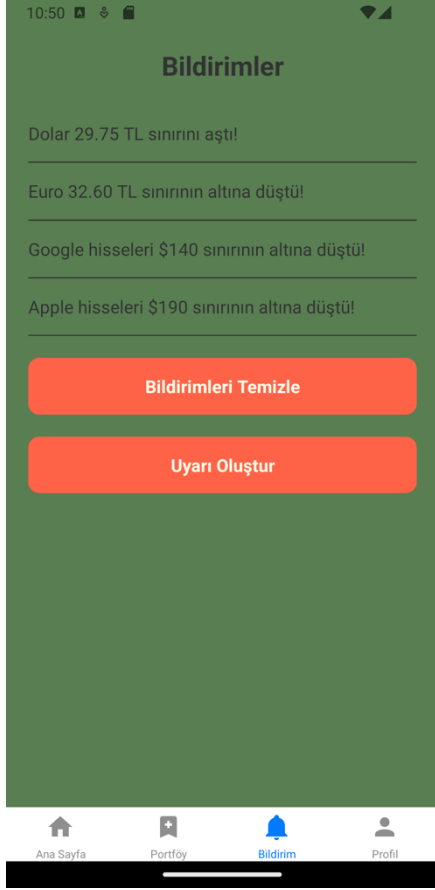 10:50
Bildirimler
Dolar 29.75 TL sınırını aştı!
Euro 32.60 TL sınırının altına düştü!
Google hisseleri $140 sınırının altına düştü!
Apple hisseleri $190 sınırının altına düştü!
Bildirimleri Temizle
Uyarı Oluştur
Ana Sayfa Portföy Bildirim Profil